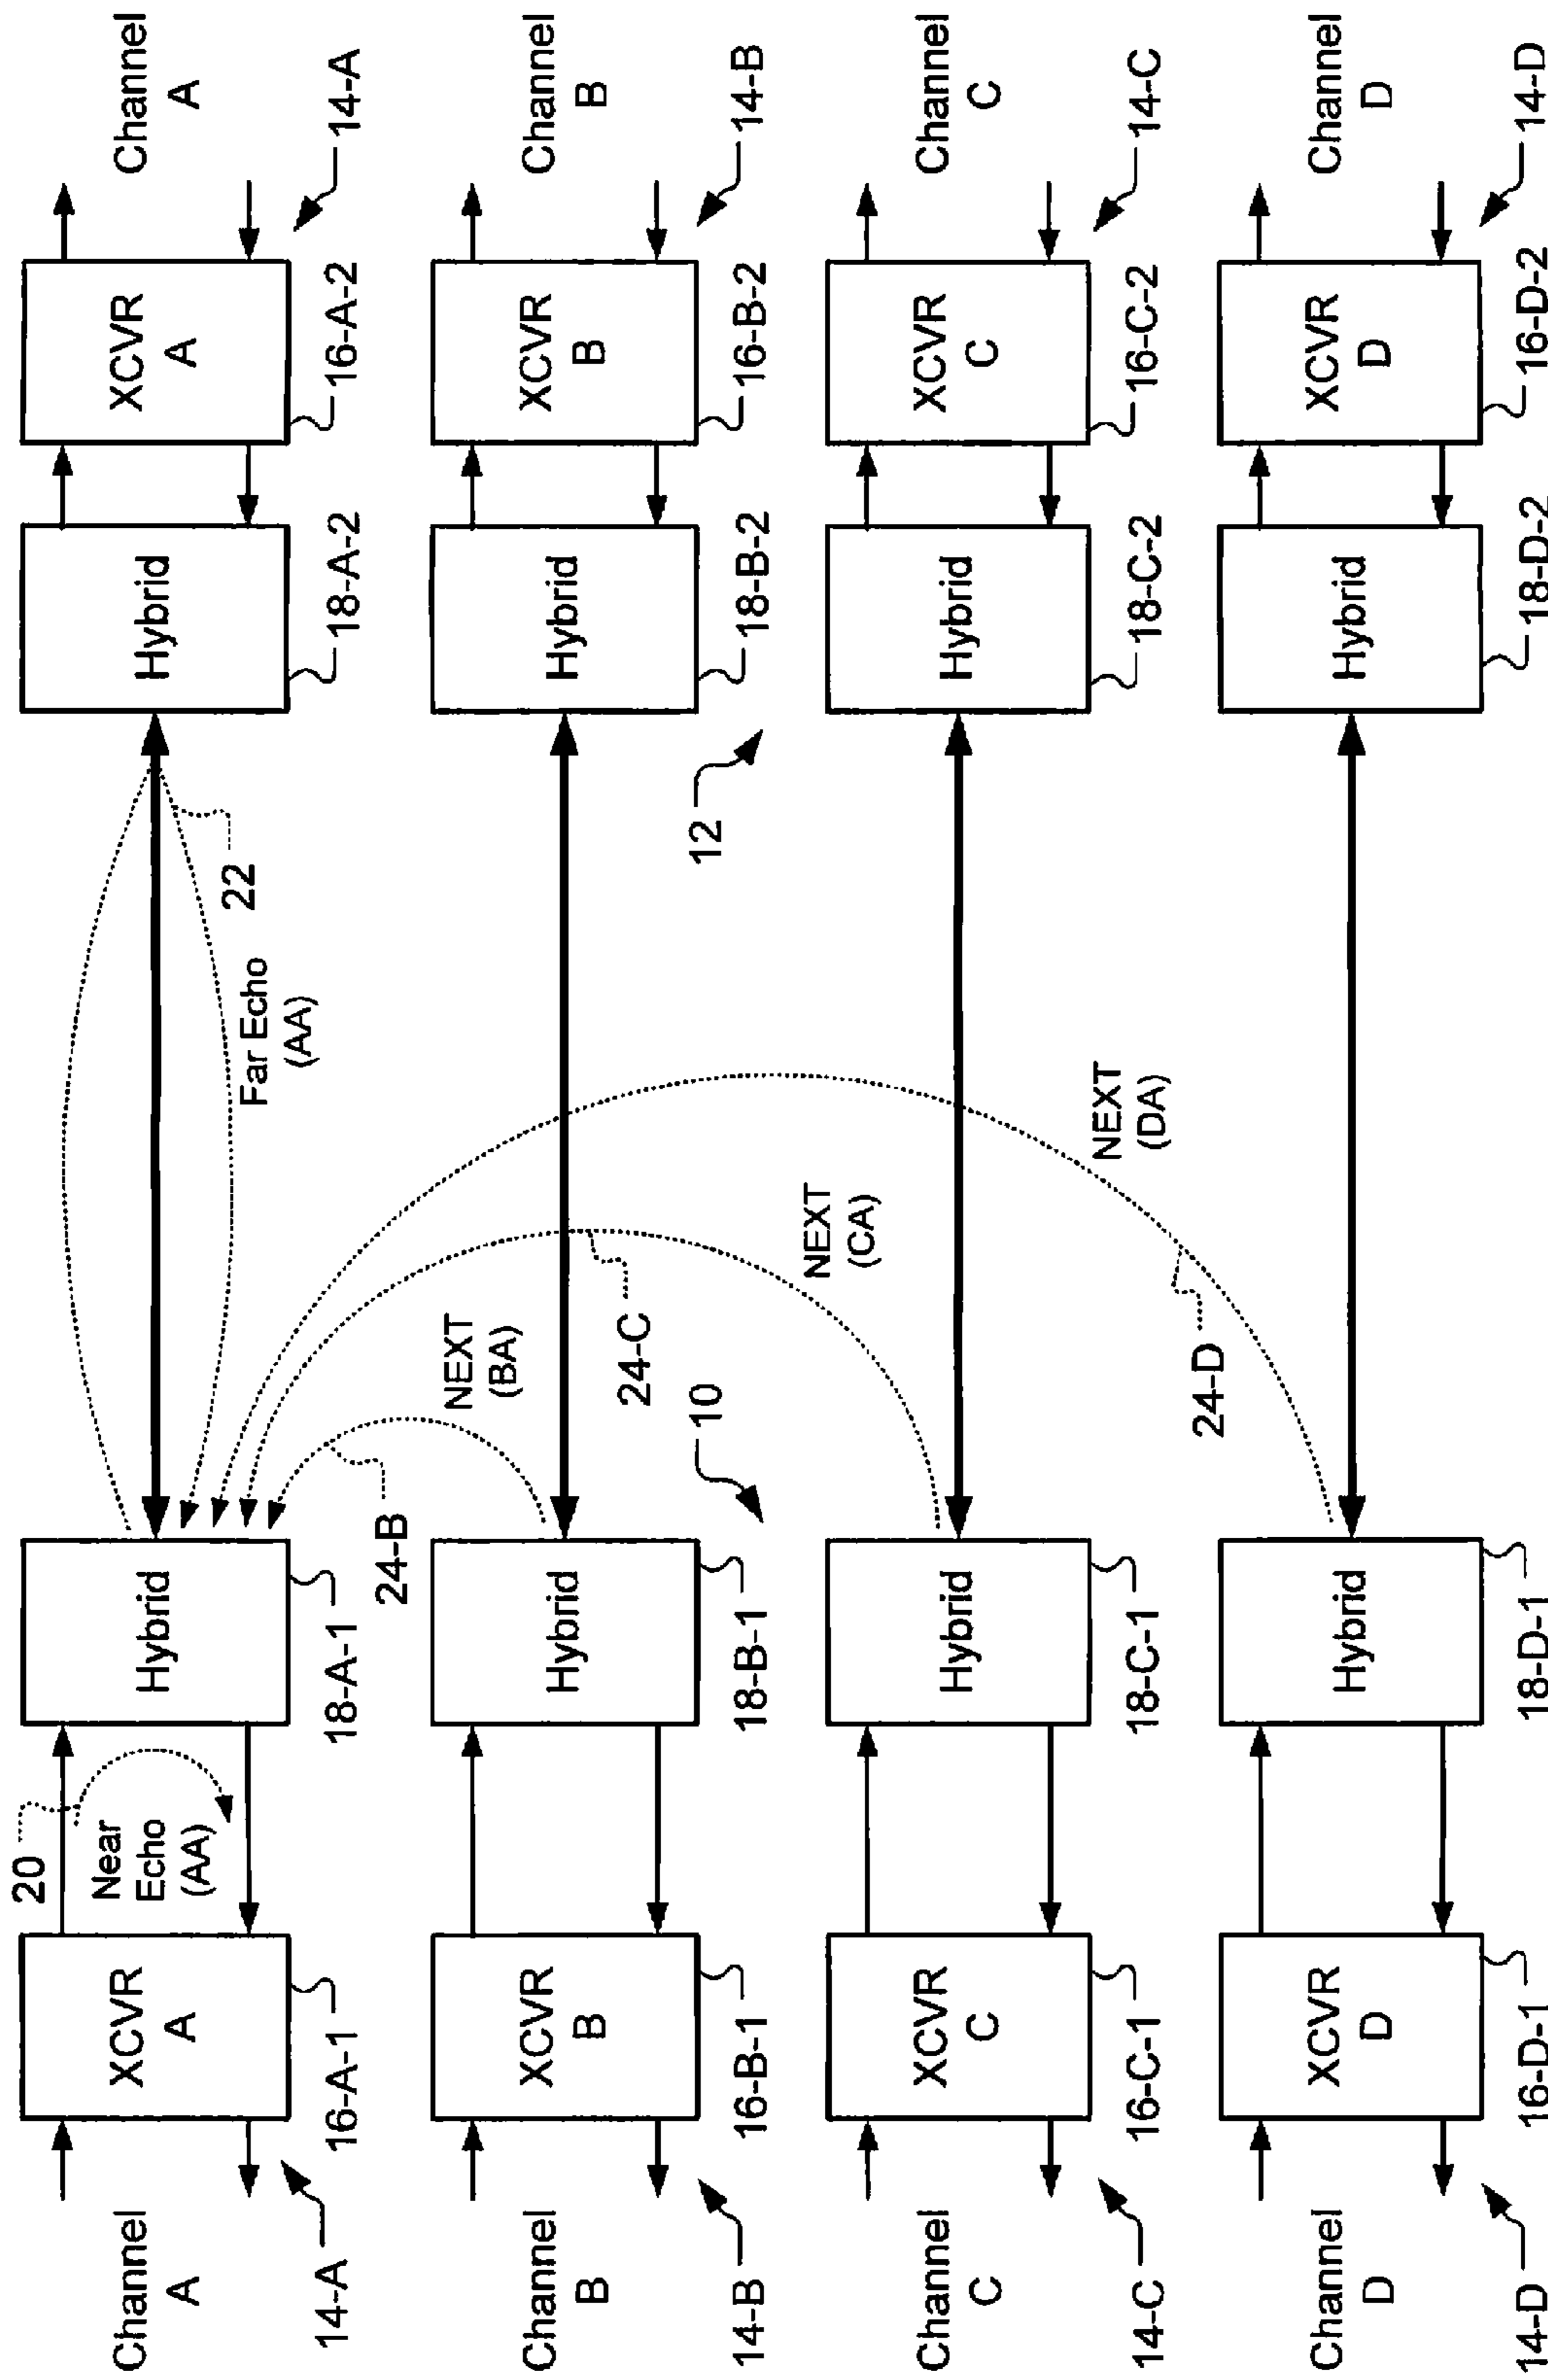 Channel
A
14-A
XCVR
A
16-A-1
20
Near
Echo
(AA)
Hybrid
18-A-1
Far Echo
(AA)
22
Hybrid
18-A-2
XCVR
A
16-A-2
Channel
A
14-A
24-B
NEXT
(BA)
Channel
B
14-B
XCVR
B
16-B-1
Hybrid
18-B-1
10
24-C
12
Hybrid
18-B-2
XCVR
B
16-B-2
Channel
B
14-B
NEXT
(CA)
Channel
C
14-C
XCVR
C
16-C-1
Hybrid
18-C-1
Hybrid
18-C-2
XCVR
C
16-C-2
Channel
C
14-C
24-D
NEXT
(DA)
Channel
D
14-D
XCVR
D
16-D-1
Hybrid
18-D-1
Hybrid
18-D-2
XCVR
D
16-D-2
Channel
D
14-D